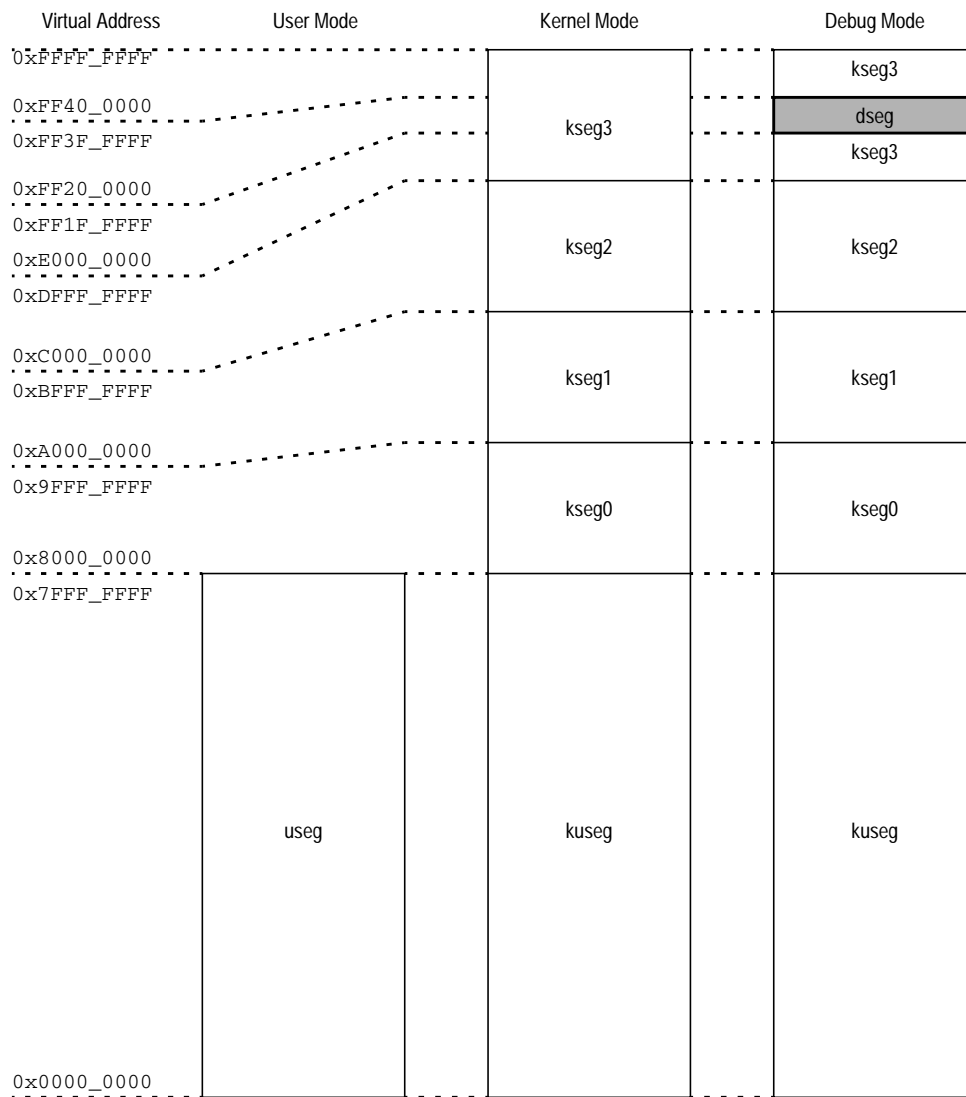 Virtual Address User Mode Kernel Mode Debug Mode
0xFFFF_FFFF
kseg3
0xFF40_0000
dseg
kseg3
0xFF3F_FFFF
kseg3
0xFF20_0000
0xFF1F_FFFF
kseg2 kseg2
0xE000_0000
0xDFFF_FFFF
0xC000_0000
kseg1 kseg1
0xBFFF_FFFF
0xA000_0000
0x9FFF_FFFF
kseg0 kseg0
0x8000_0000
0x7FFF_FFFF
useg kuseg kuseg
0x0000_0000